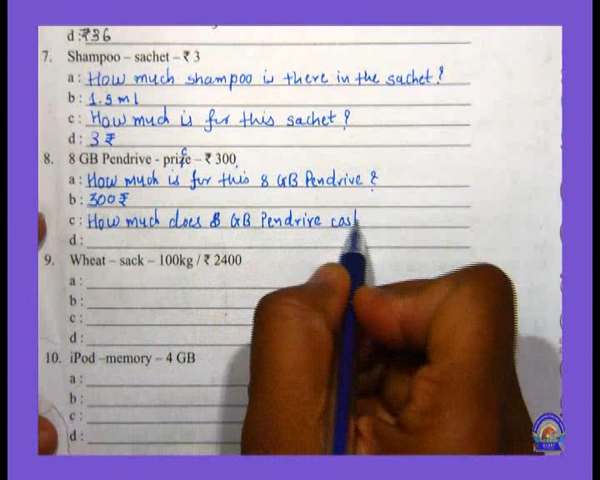 d: ₹36
7. Shampoo – sachet – ₹ 3
a: How much shampoo is there in the sachet?
b: 1.5 ml
c: How much is fur this sachet?
d: 3 ₹
8. 8 GB Pendrive - price – ₹ 300
a: How much is fur this 8 GB Pendrive?
b: 300 ₹
c: How much does 8 GB Pendrive cost
d:
9. Wheat – sack – 100kg / ₹ 2400
a:
b:
c:
d:
10. iPod –memory – 4 GB
a:
b:
c:
d: